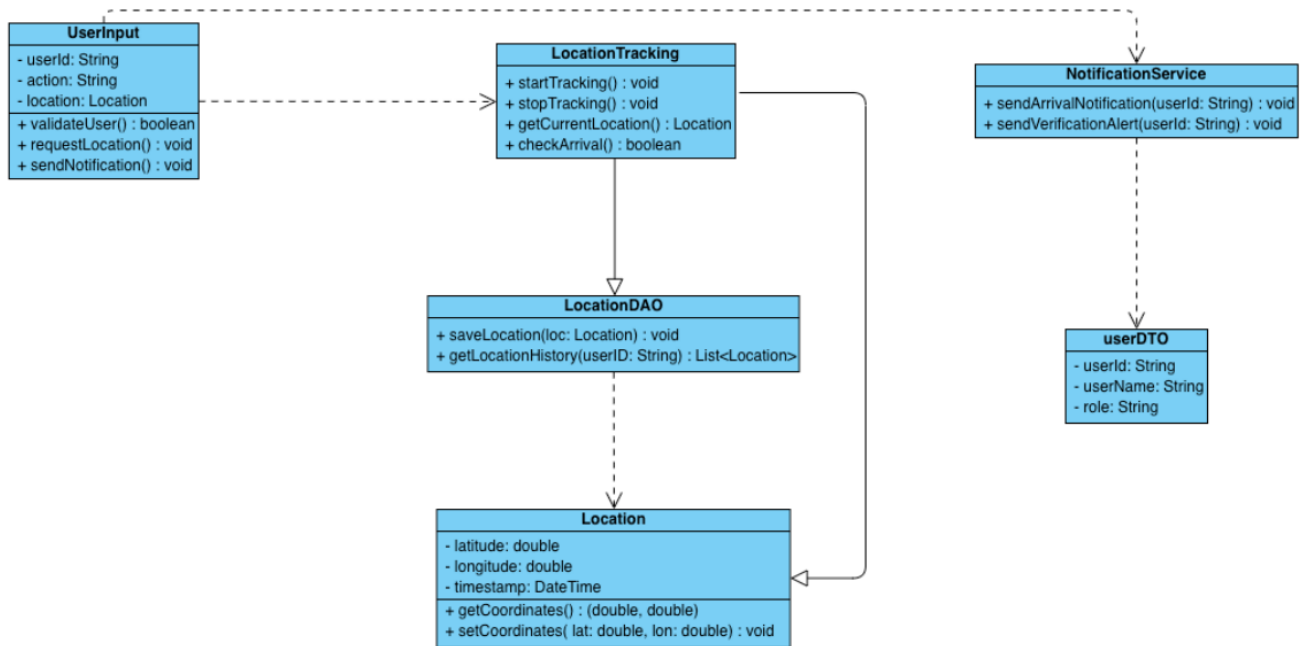 UserInput
- userId: String
- action: String
- location: Location
+ validateUser() : boolean
+ requestLocation() : void
+ sendNotification() : void
LocationTracking
+ startTracking() : void
+ stopTracking() : void
+ getCurrentLocation() : Location
+ checkArrival() : boolean
NotificationService
+ sendArrivalNotification(userId: String) : void
+ sendVerificationAlert(userId: String) : void
LocationDAO
+ saveLocation(loc: Location) : void
+ getLocationHistory(userID: String) : List<Location>
userDTO
- userId: String
- userName: String
- role: String
Location
- latitude: double
- longitude: double
- timestamp: DateTime
+ getCoordinates() : (double, double)
+ setCoordinates( lat: double, lon: double) : void